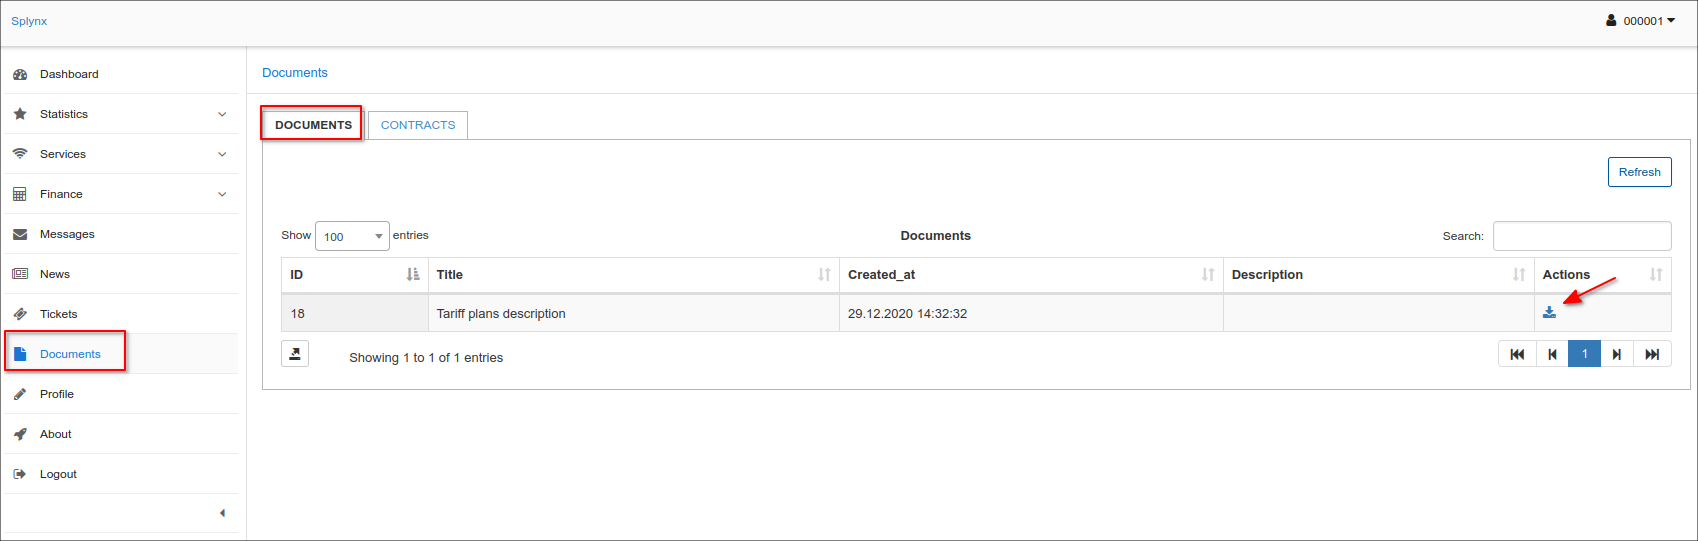 Splynx
000001
Dashboard
Statistics
Services
Finance
Messages
News
Tickets
Documents
Profile
About
Logout
Documents
DOCUMENTS CONTRACTS
Refresh
Show 100 entries Documents Search:
ID Title Created_at Description Actions
18 Tariff plans description 29.12.2020 14:32:32
Showing 1 to 1 of 1 entries 1